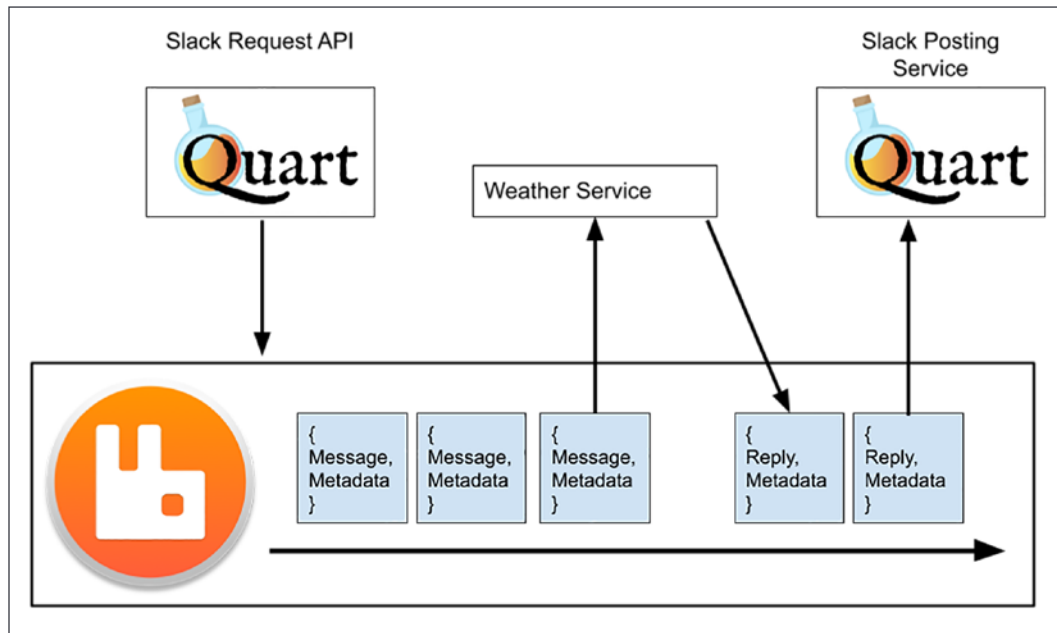 Slack Request API
Slack Posting
Service
Quart
Weather Service
Quart
{
Message,
Metadata
}
{
Message,
Metadata
}
{
Message,
Metadata
}
{
Reply,
Metadata
}
{
Reply,
Metadata
}